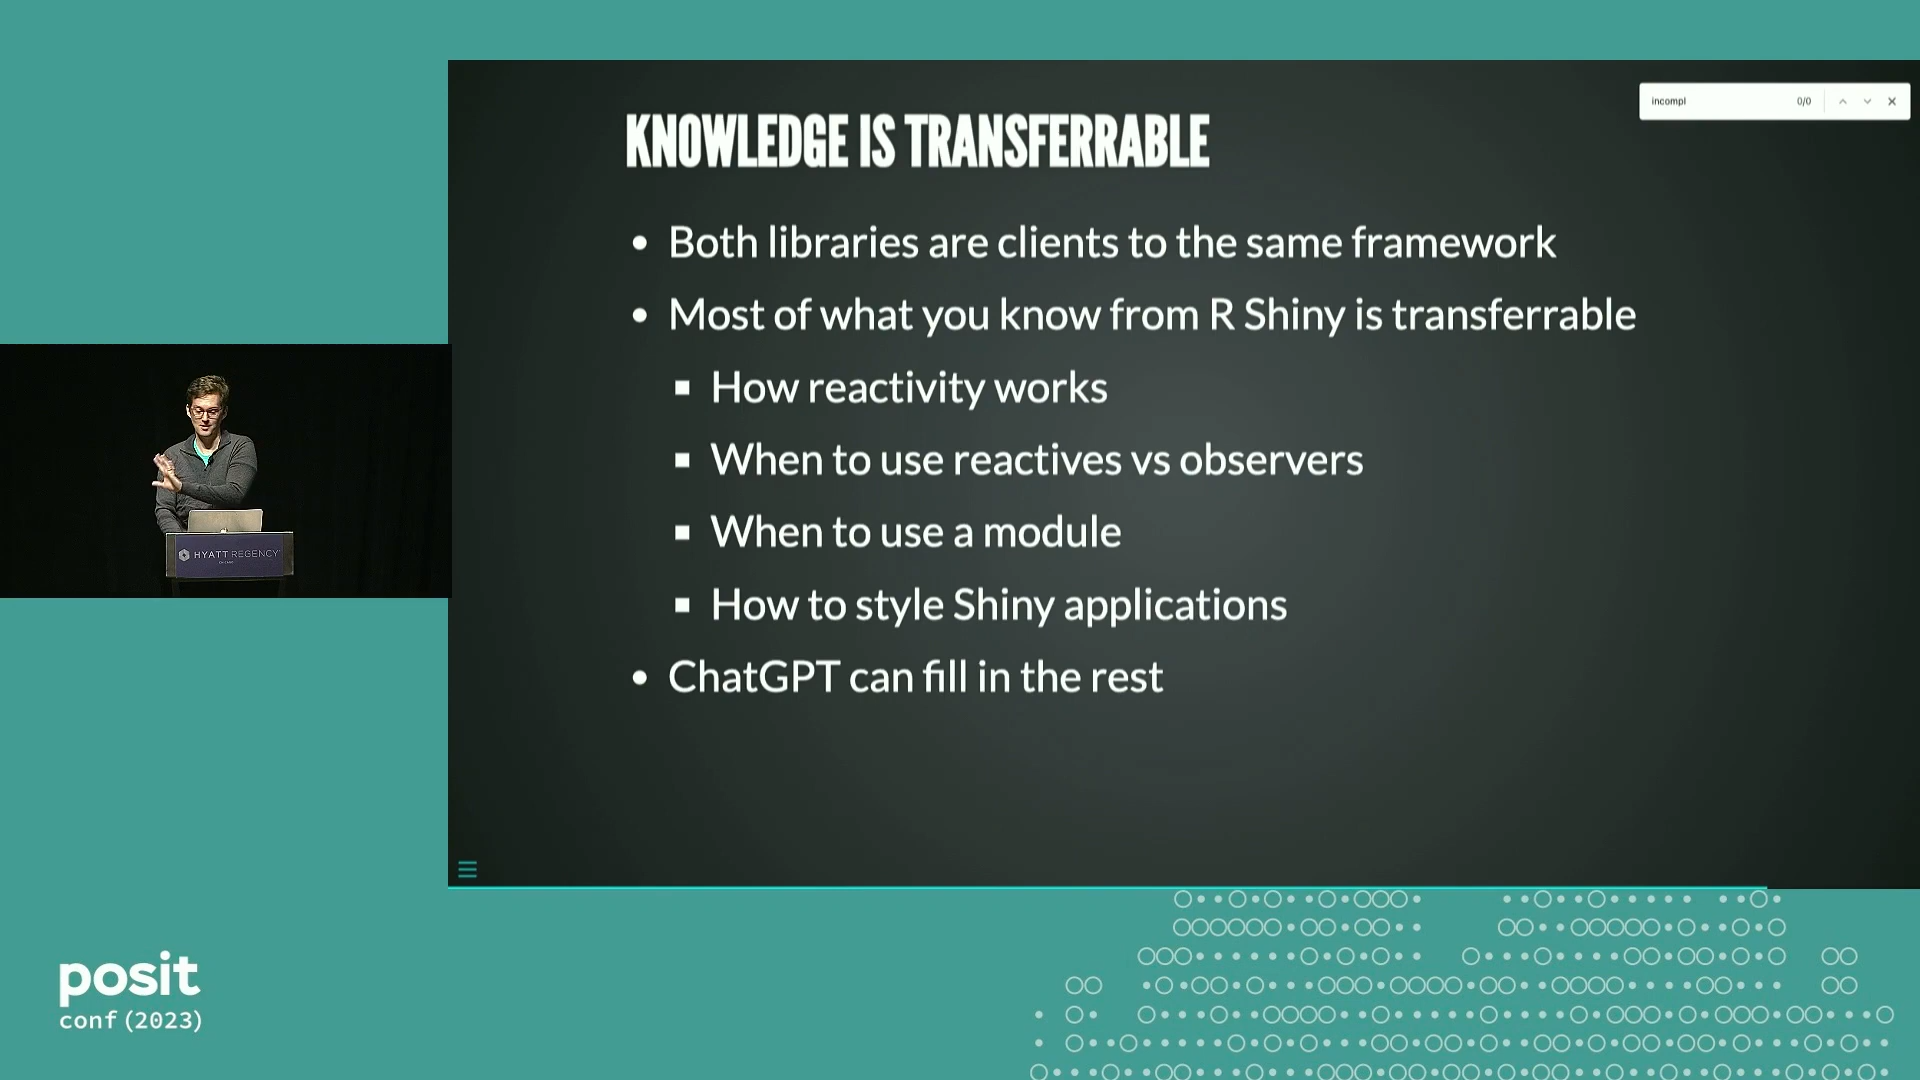 KNOWLEDGE IS TRANSFERRABLE
incompl 0/0
Both libraries are clients to the same framework
Most of what you know from R Shiny is transferrable
How reactivity works
When to use reactives vs observers
When to use a module
How to style Shiny applications
ChatGPT can fill in the rest
HYATT REGENCY
posit
conf (2023)